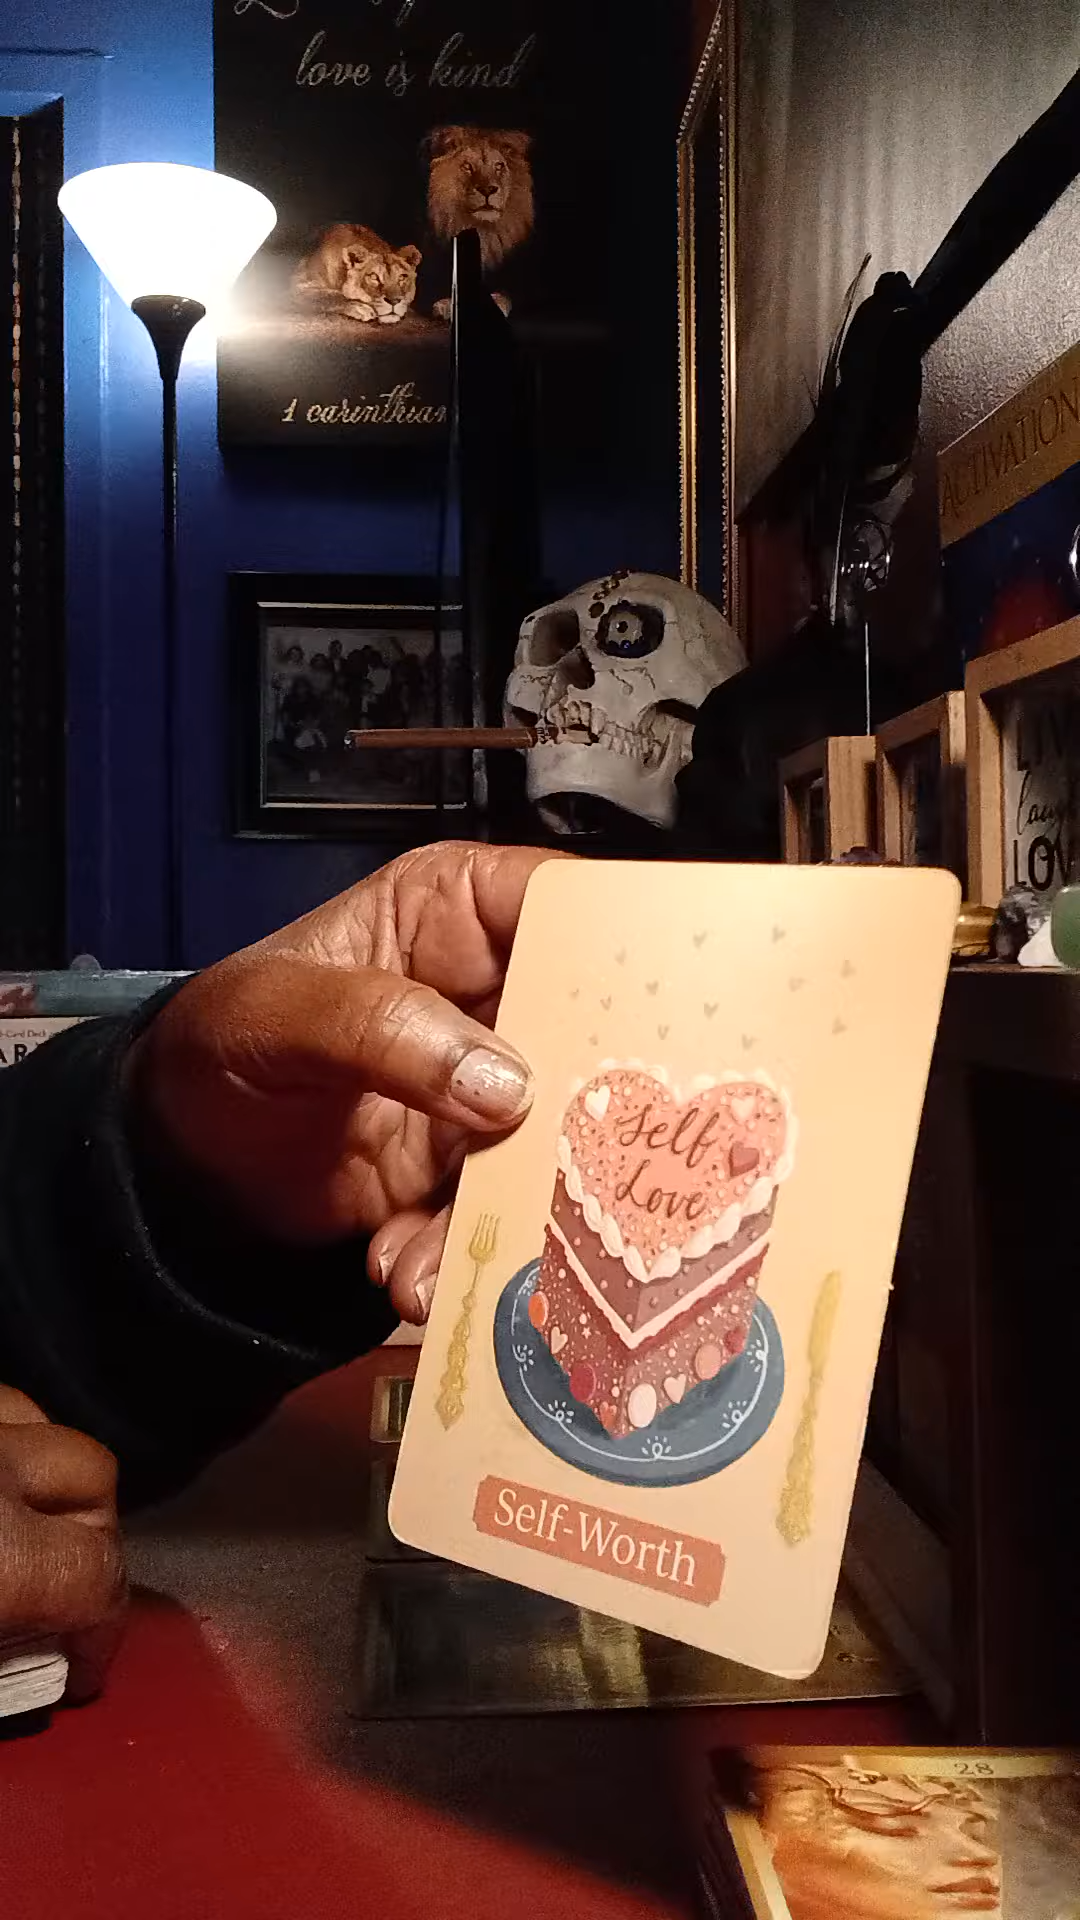 love is kind
1 carinthian
ACTIVATION
LOV
Self
Love
Self-Worth
28